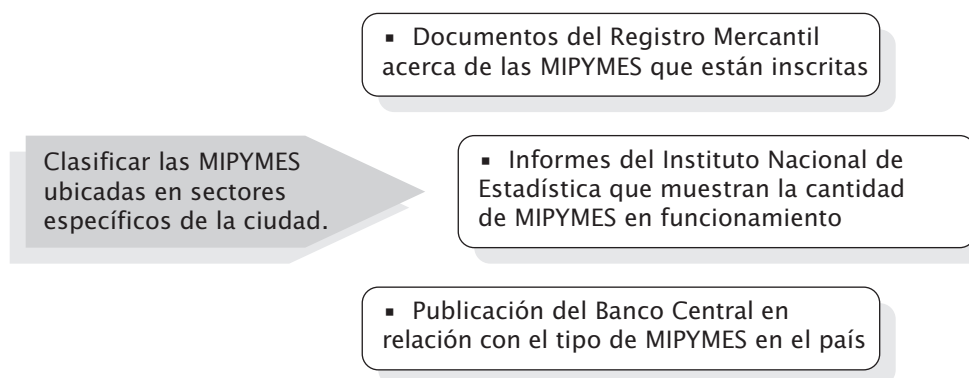 ▪ Documentos del Registro Mercantil
acerca de las MIPYMES que están inscritas
Clasificar las MIPYMES
ubicadas en sectores
específicos de la ciudad.
▪ Informes del Instituto Nacional de
Estadística que muestran la cantidad
de MIPYMES en funcionamiento
▪ Publicación del Banco Central en
relación con el tipo de MIPYMES en el país